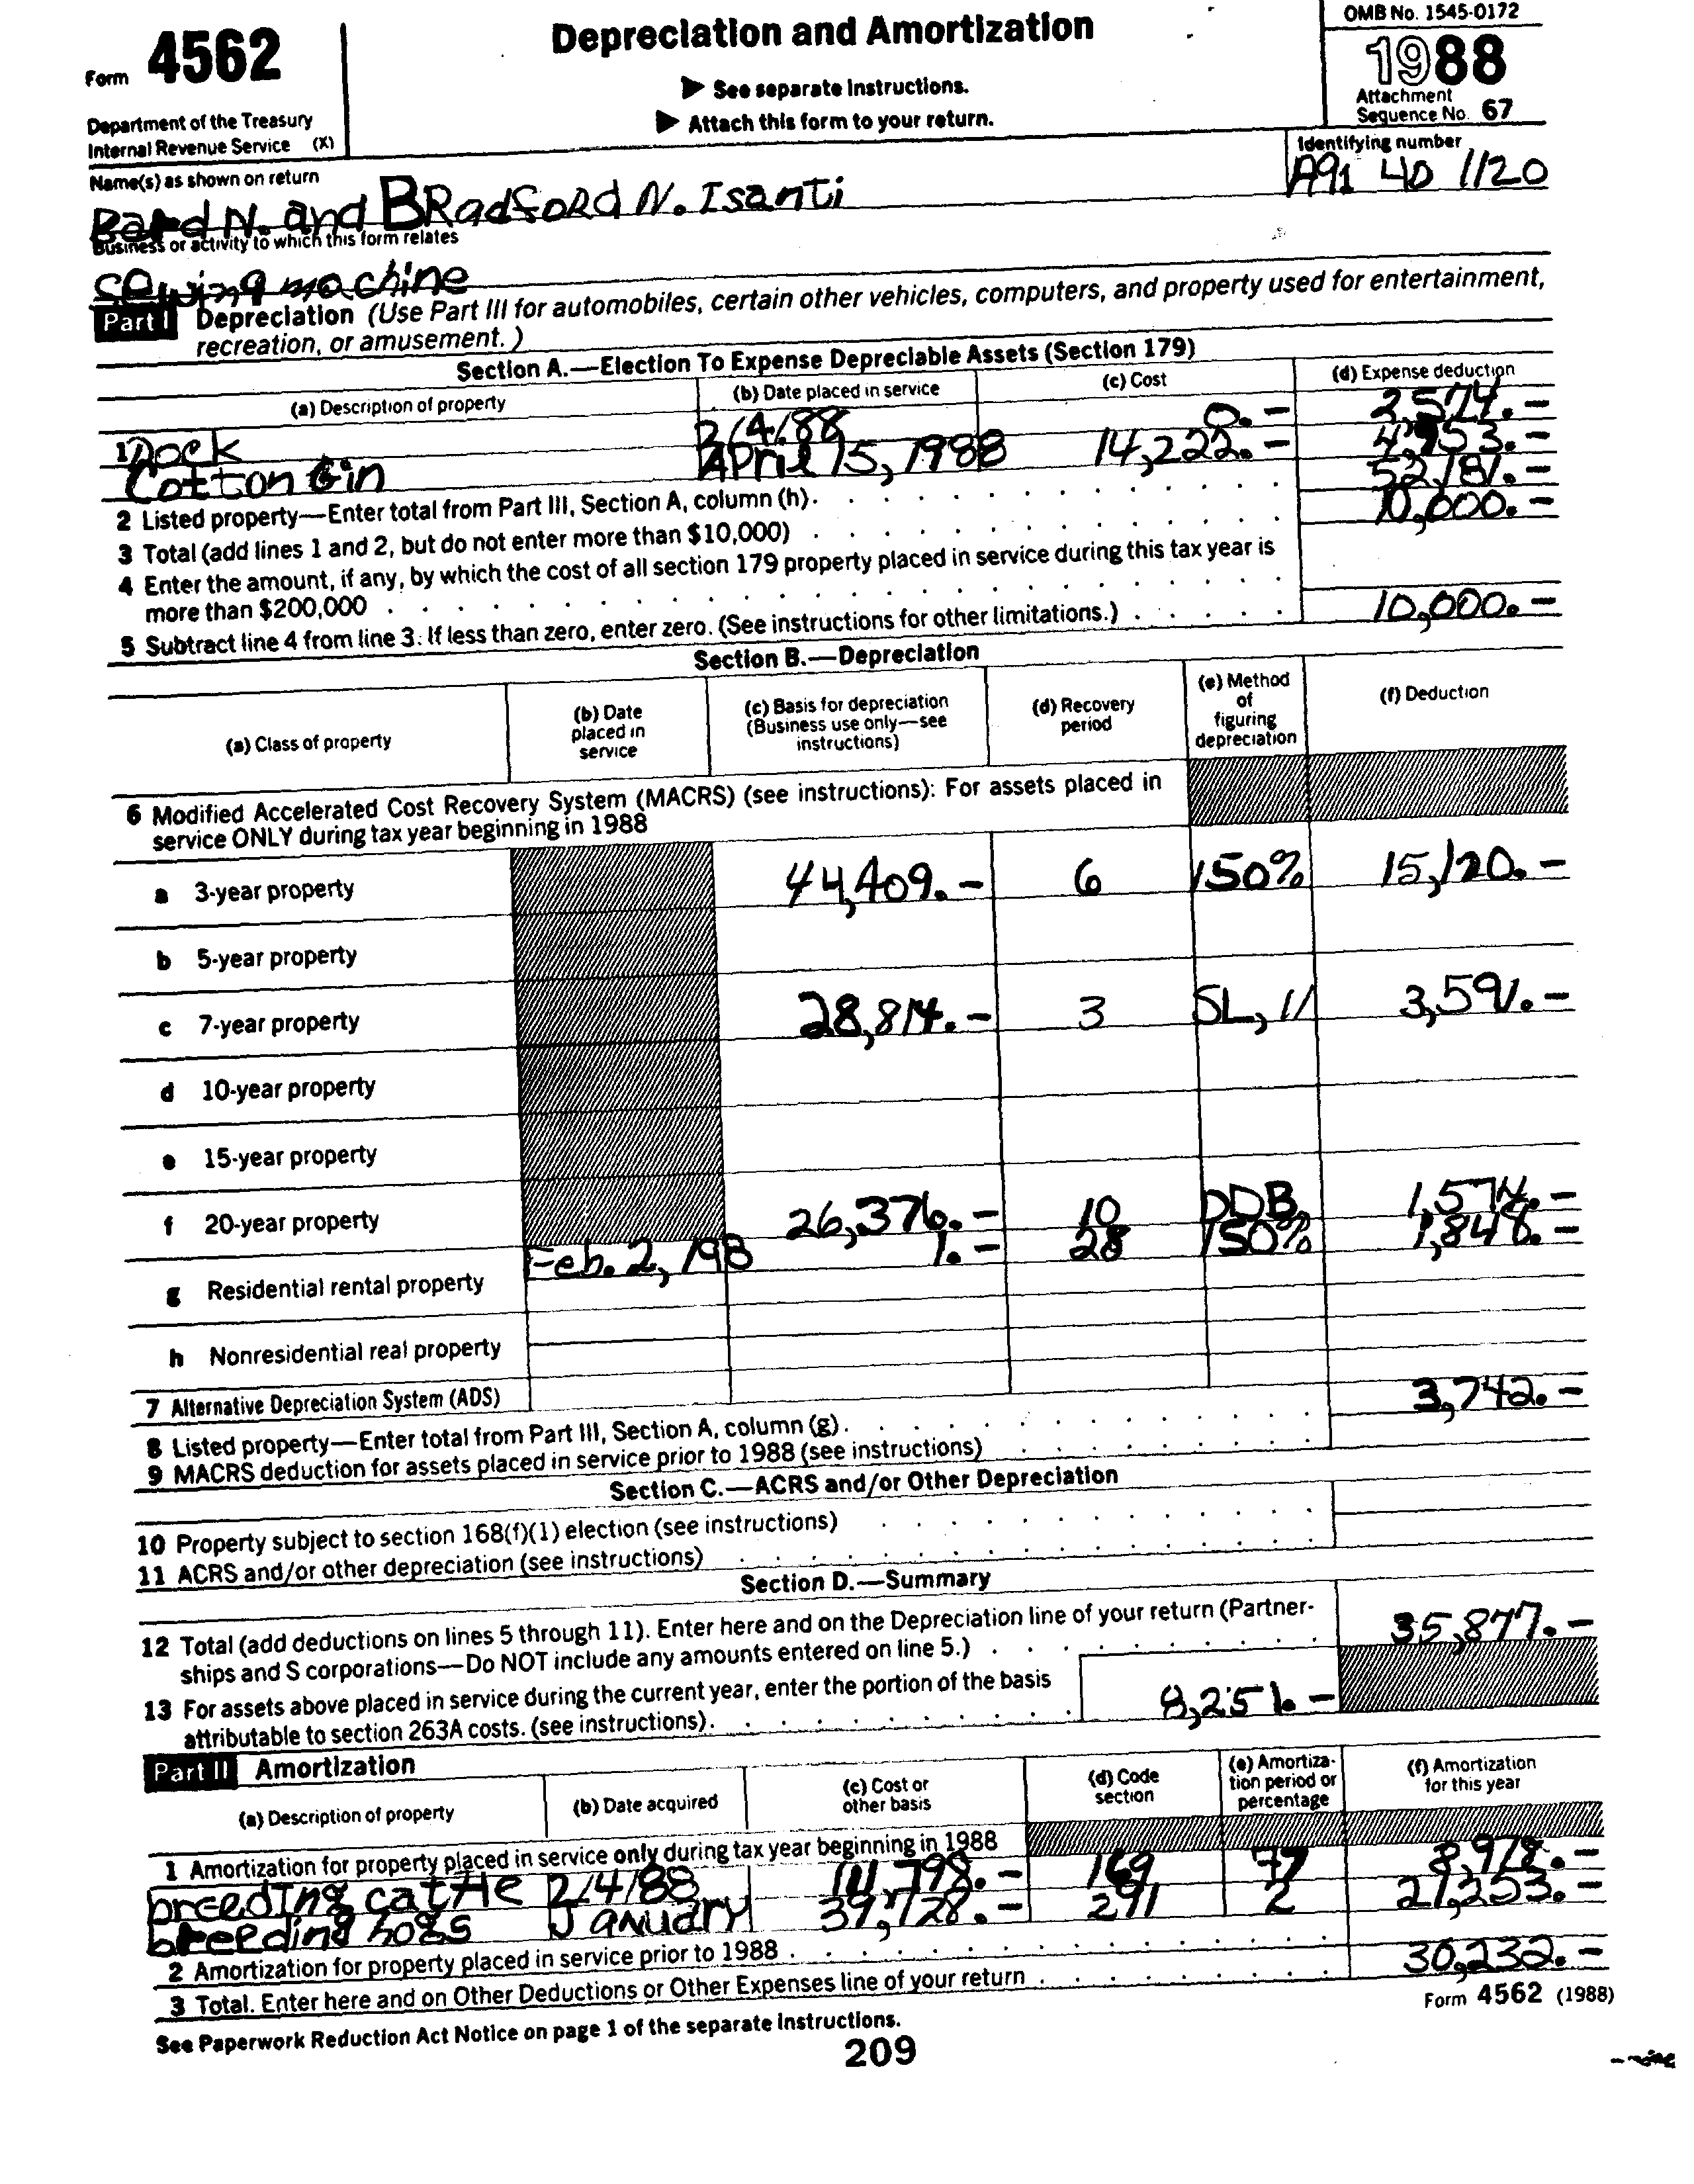 Form 4562
Department of the Treasury
Internal Revenue Service (X)
Depreciation and Amortization
▶ See separate instructions.
▶ Attach this form to your return.
OMB No. 1545-0172
1988
Attachment
Sequence No. 67
Name(s) as shown on return
Identifying number
A91 40 1120
N. and BRadford N. Isanti
Business or activity to which this form relates
sewing machine
Part I Depreciation (Use Part III for automobiles, certain other vehicles, computers, and property used for entertainment,
recreation, or amusement.)
Section A.—Election To Expense Depreciable Assets (Section 179)
(a) Description of property (b) Date placed in service (c) Cost (d) Expense deduction
1 Dock 2/4/88 0.- 2,574.-
Cotton Gin April 15, 1988 14,222.- 4,953.-
2 Listed property—Enter total from Part III, Section A, column (h). 52,181.-
3 Total (add lines 1 and 2, but do not enter more than $10,000) 10,000.-
4 Enter the amount, if any, by which the cost of all section 179 property placed in service during this tax year is
more than $200,000
5 Subtract line 4 from line 3. If less than zero, enter zero. (See instructions for other limitations.) 10,000.-
Section B.—Depreciation
(a) Class of property (b) Date placed in service (c) Basis for depreciation (Business use only—see instructions) (d) Recovery period (e) Method of figuring depreciation (f) Deduction
6 Modified Accelerated Cost Recovery System (MACRS) (see instructions): For assets placed in
service ONLY during tax year beginning in 1988
a 3-year property 44,409.- 6 150% 15,120.-
b 5-year property
c 7-year property 28,814.- 3 SL, 11 3,591.-
d 10-year property
e 15-year property
f 20-year property 26,376.- 10 DDB 1,574.-
g Residential rental property Feb. 2, 198 1.- 28 150% 1,848.-
h Nonresidential real property
7 Alternative Depreciation System (ADS)
8 Listed property—Enter total from Part III, Section A, column (g). 3,742.-
9 MACRS deduction for assets placed in service prior to 1988 (see instructions)
Section C.—ACRS and/or Other Depreciation
10 Property subject to section 168(f)(1) election (see instructions)
11 ACRS and/or other depreciation (see instructions)
Section D.—Summary
12 Total (add deductions on lines 5 through 11). Enter here and on the Depreciation line of your return (Partner-
ships and S corporations—Do NOT include any amounts entered on line 5.) 35,877.-
13 For assets above placed in service during the current year, enter the portion of the basis
attributable to section 263A costs. (see instructions). 8,251.-
Part II Amortization
(a) Description of property (b) Date acquired (c) Cost or other basis (d) Code section (e) Amortization period or percentage (f) Amortization for this year
1 Amortization for property placed in service only during tax year beginning in 1988
breeding cattle 2/4/88 111,798.- 169 77 8,978.-
breeding hogs January 39,728.- 291 2 21,253.-
2 Amortization for property placed in service prior to 1988
3 Total. Enter here and on Other Deductions or Other Expenses line of your return 30,232.-
See Paperwork Reduction Act Notice on page 1 of the separate instructions.
Form 4562 (1988)
209